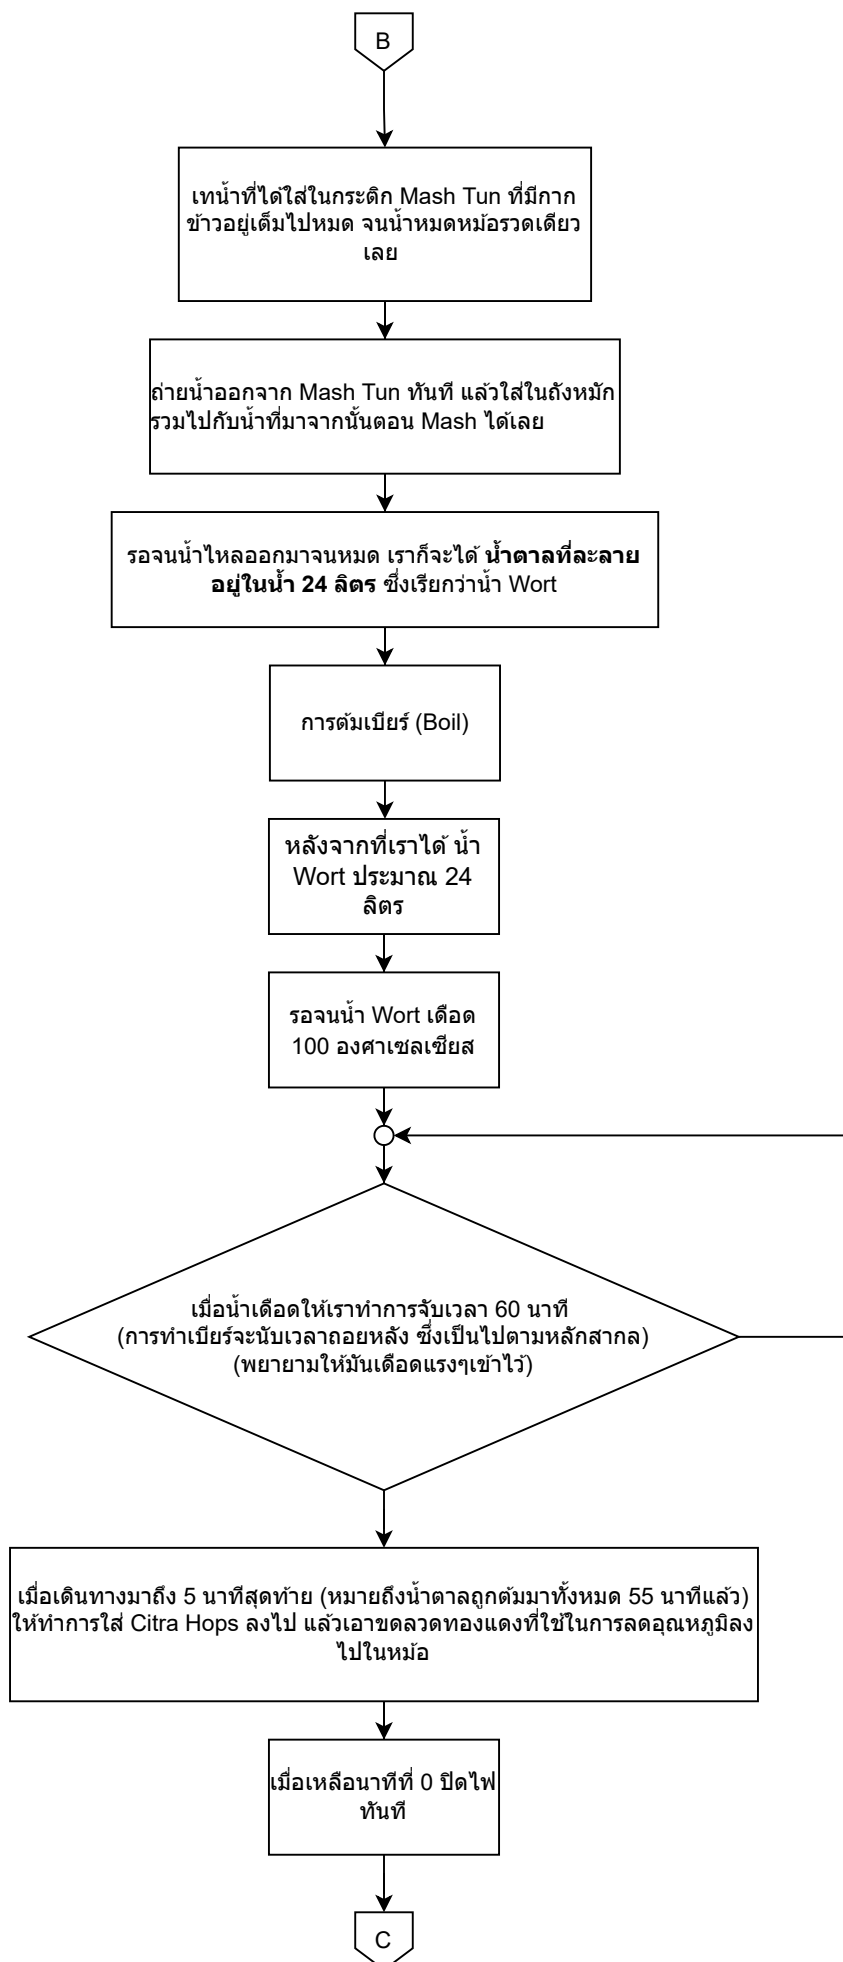 B
เทน้ำที่ได้ใส่ในกระติก Mash Tun ที่มีกาก
ข้าวอยู่เต็มไปหมด จนน้ำหมดหม้อรวดเดียว
เลย
ถ่ายน้ำออกจาก Mash Tun ทันที แล้วใส่ในถังหมัก
รวมไปกับน้ำที่มาจากนั้นตอน Mash ได้เลย
รอจนน้ำไหลออกมาจนหมด เราก็จะได้ น้ำตาลที่ละลาย
อยู่ในน้ำ 24 ลิตร ซึ่งเรียกว่าน้ำ Wort
การต้มเบียร์ (Boil)
หลังจากที่เราได้ น้ำ
Wort ประมาณ 24
ลิตร
รอจนน้ำ Wort เดือด
100 องศาเซลเซียส
เมื่อน้ำเดือดให้เราทำการจับเวลา 60 นาที
(การทำเบียร์จะนับเวลาถอยหลัง ซึ่งเป็นไปตามหลักสากล)
(พยายามให้มันเดือดแรงๆเข้าไว้)
เมื่อเดินทางมาถึง 5 นาทีสุดท้าย (หมายถึงน้ำตาลถูกต้มมาทั้งหมด 55 นาทีแล้ว)
ให้ทำการใส่ Citra Hops ลงไป แล้วเอาขดลวดทองแดงที่ใช้ในการลดอุณหภูมิลง
ไปในหม้อ
เมื่อเหลือนาทีที่ 0 ปิดไฟ
ทันที
C